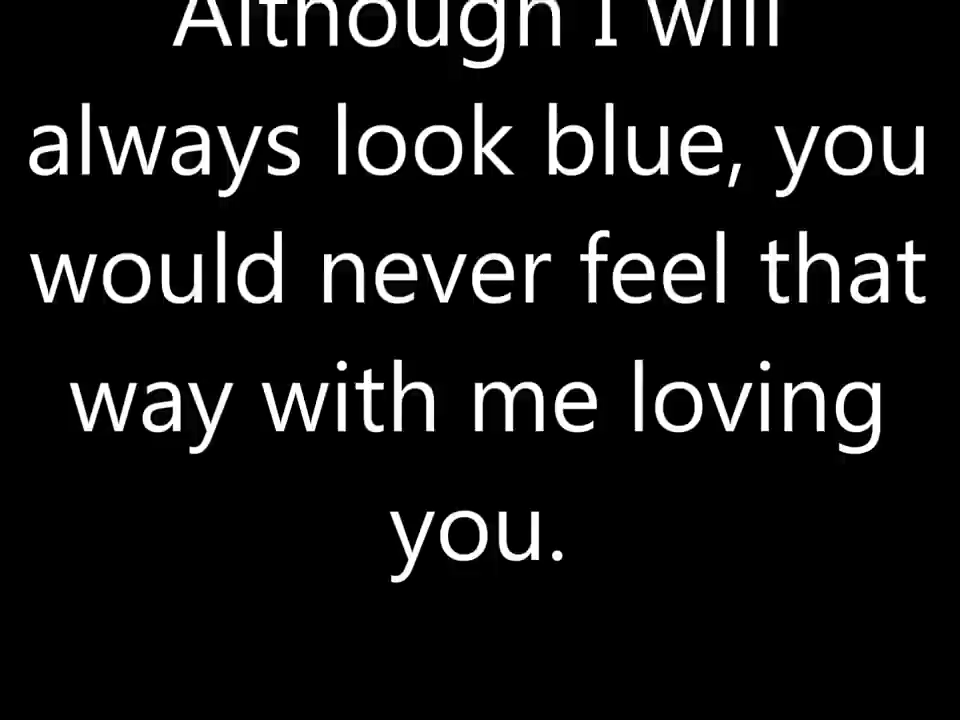 Although I will
always look blue, you
would never feel that
way with me loving
you.